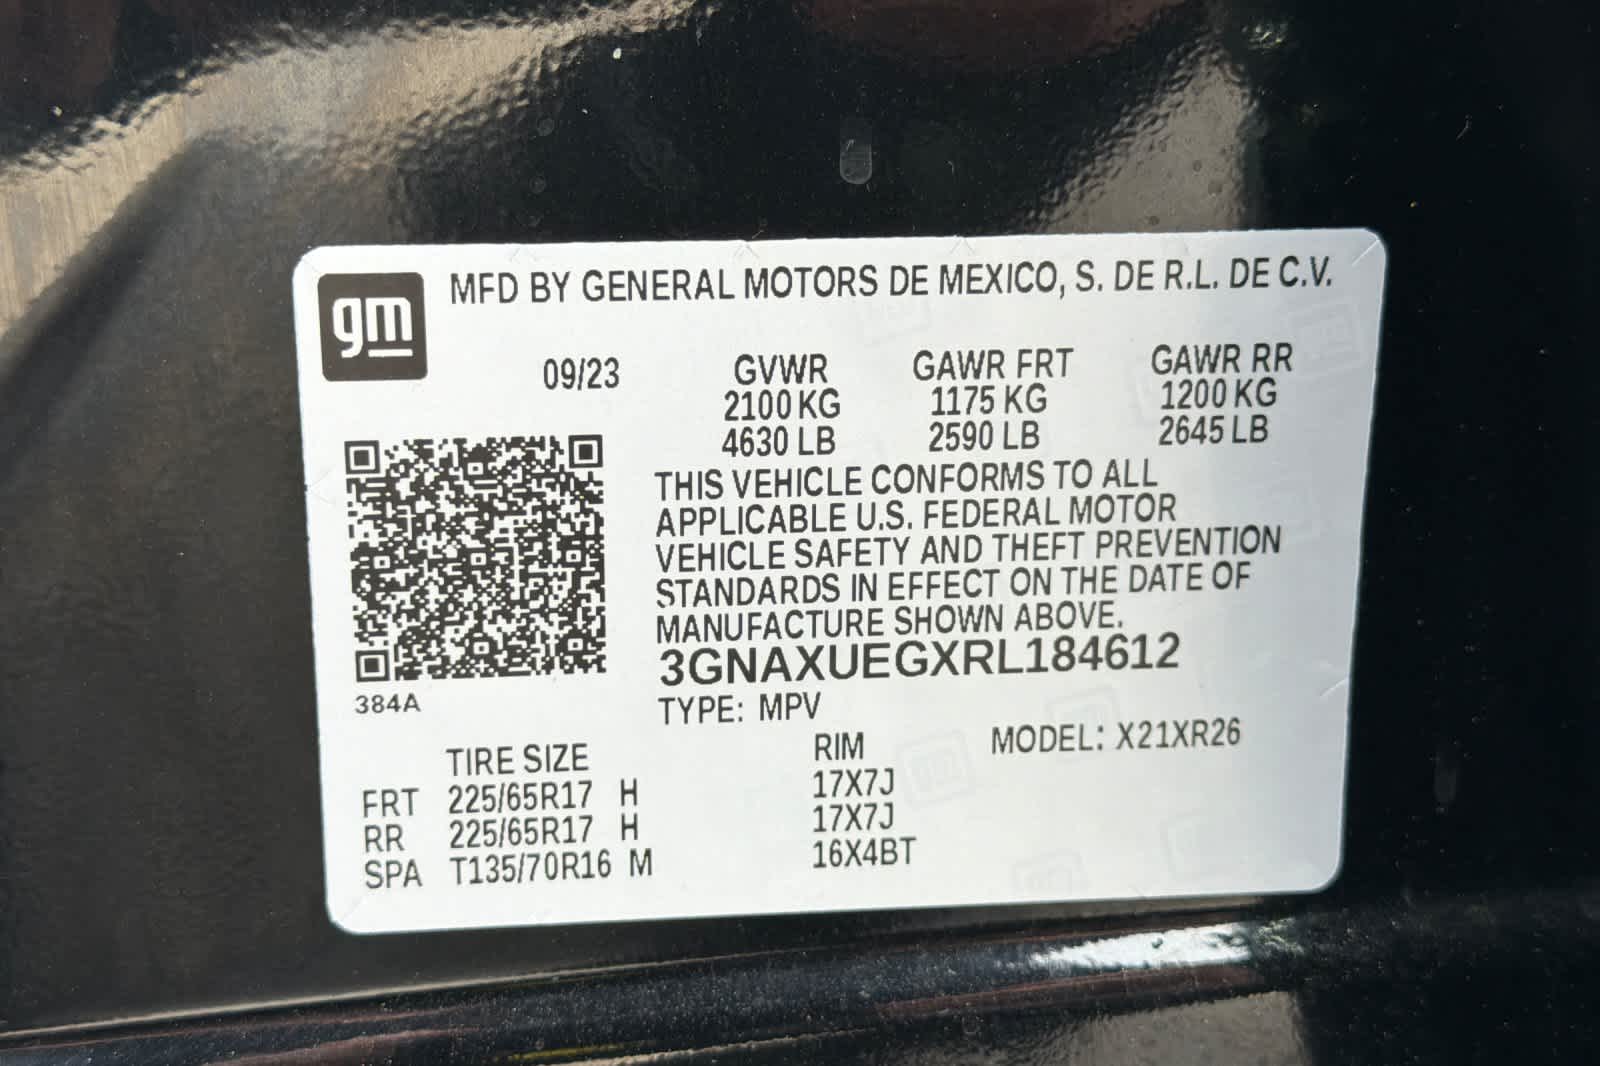 gm
MFD BY GENERAL MOTORS DE MEXICO, S. DE R.L. DE C.V.
09/23 GVWR GAWR FRT GAWR RR
2100 KG 1175 KG 1200 KG
4630 LB 2590 LB 2645 LB
THIS VEHICLE CONFORMS TO ALL
APPLICABLE U.S. FEDERAL MOTOR
VEHICLE SAFETY AND THEFT PREVENTION
STANDARDS IN EFFECT ON THE DATE OF
MANUFACTURE SHOWN ABOVE.
3GNAXUEGXRL184612
384A
TYPE: MPV
TIRE SIZE RIM MODEL: X21XR26
FRT 225/65R17 H 17X7J
RR 225/65R17 H 17X7J
SPA T135/70R16 M 16X4BT